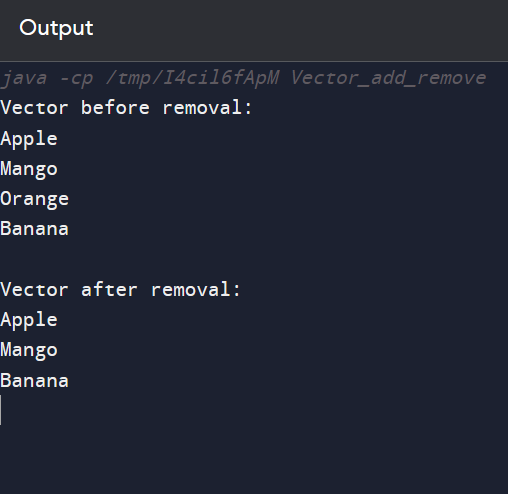 Output
java -cp /tmp/I4cil6fApM Vector_add_remove
Vector before removal:
Apple
Mango
Orange
Banana
Vector after removal:
Apple
Mango
Banana